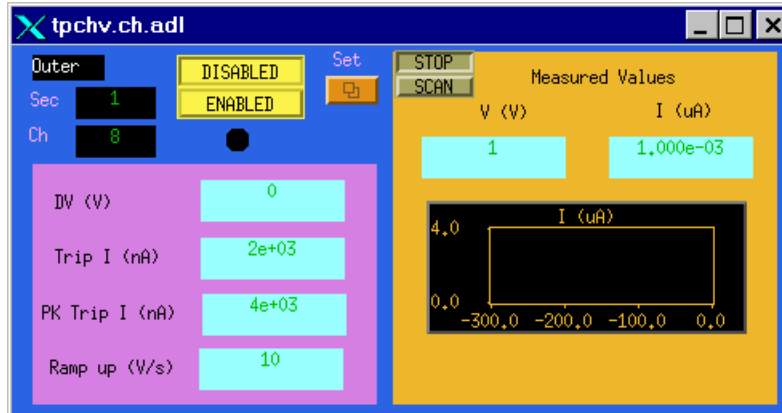 tpchv.ch.adl
Outer
Sec 1
Ch 8
DISABLED
ENABLED
Set
DV (V) 0
Trip I (nA) 2e+03
PK Trip I (nA) 4e+03
Ramp up (V/s) 10
STOP
SCAN
Measured Values
V (V) I (uA)
1 1.000e-03
I (uA)
4.0
0.0
-300.0 -200.0 -100.0 0.0